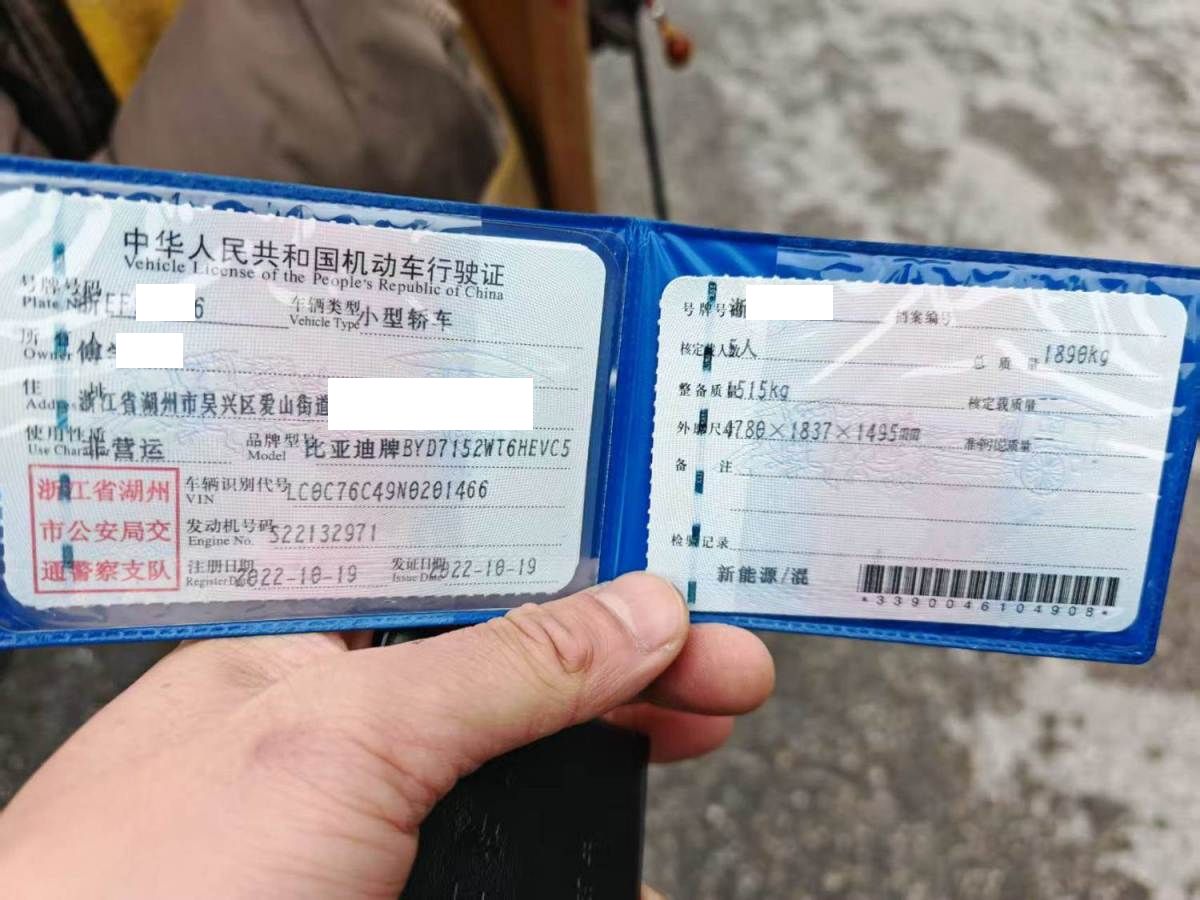 中华人民共和国机动车行驶证
Vehicle License of the People's Republic of China
号牌号码
Plate No. 浙EF 6 车辆类型 小型轿车
Vehicle Type
所 人
Owner
住 址
Address 浙江省湖州市吴兴区爱山街道
使用性质 非营运 品牌型号 比亚迪牌BYD7152WT6HEVC5
Use Character Model
浙江省湖州
市公安局交
通警察支队
车辆识别代号 LC0C76C49N0201466
VIN
发动机号码 522132971
Engine No.
注册日期 2022-10-19 发证日期 2022-10-19
Register Date Issue Date
号牌号 浙 档案编号
核定载人数 5人 总 质 量 1890kg
整备质量 1515kg 核定载质量 --
外廓尺寸 4780×1837×1495mm 准牵引总质量 --
备 注
检验记录
新能源/混
*3390046104908*